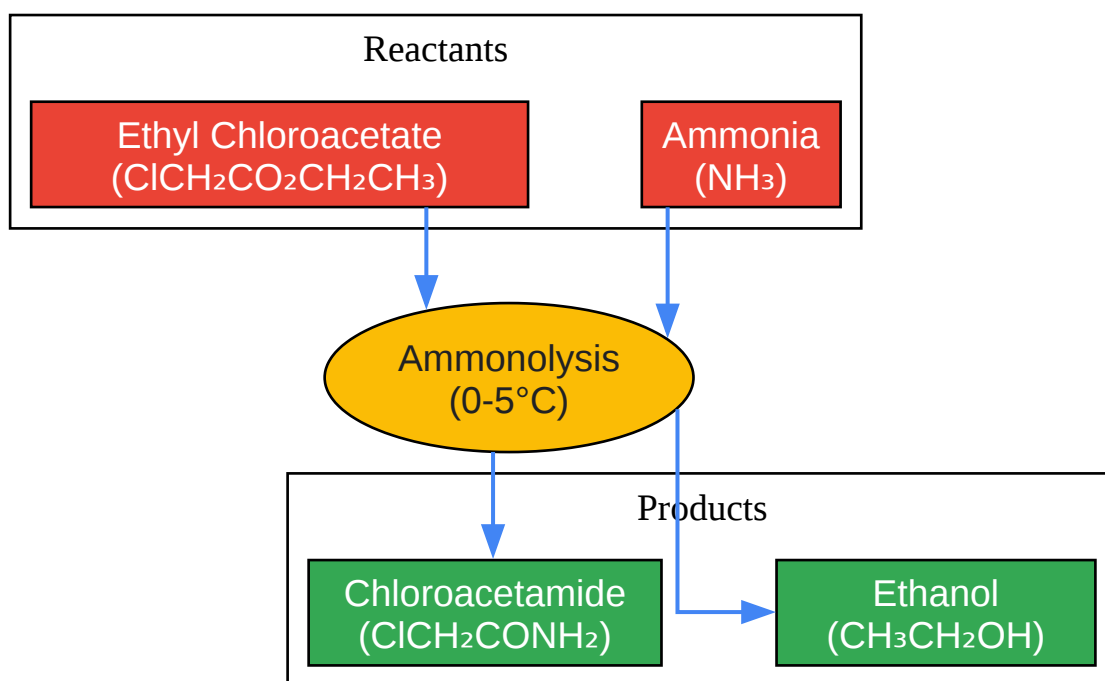 Reactants
Ethyl Chloroacetate
(ClCH₂CO₂CH₂CH₃)
Ammonia
(NH₃)
Ammonolysis
(0-5°C)
Products
Chloroacetamide
(ClCH₂CONH₂)
Ethanol
(CH₃CH₂OH)